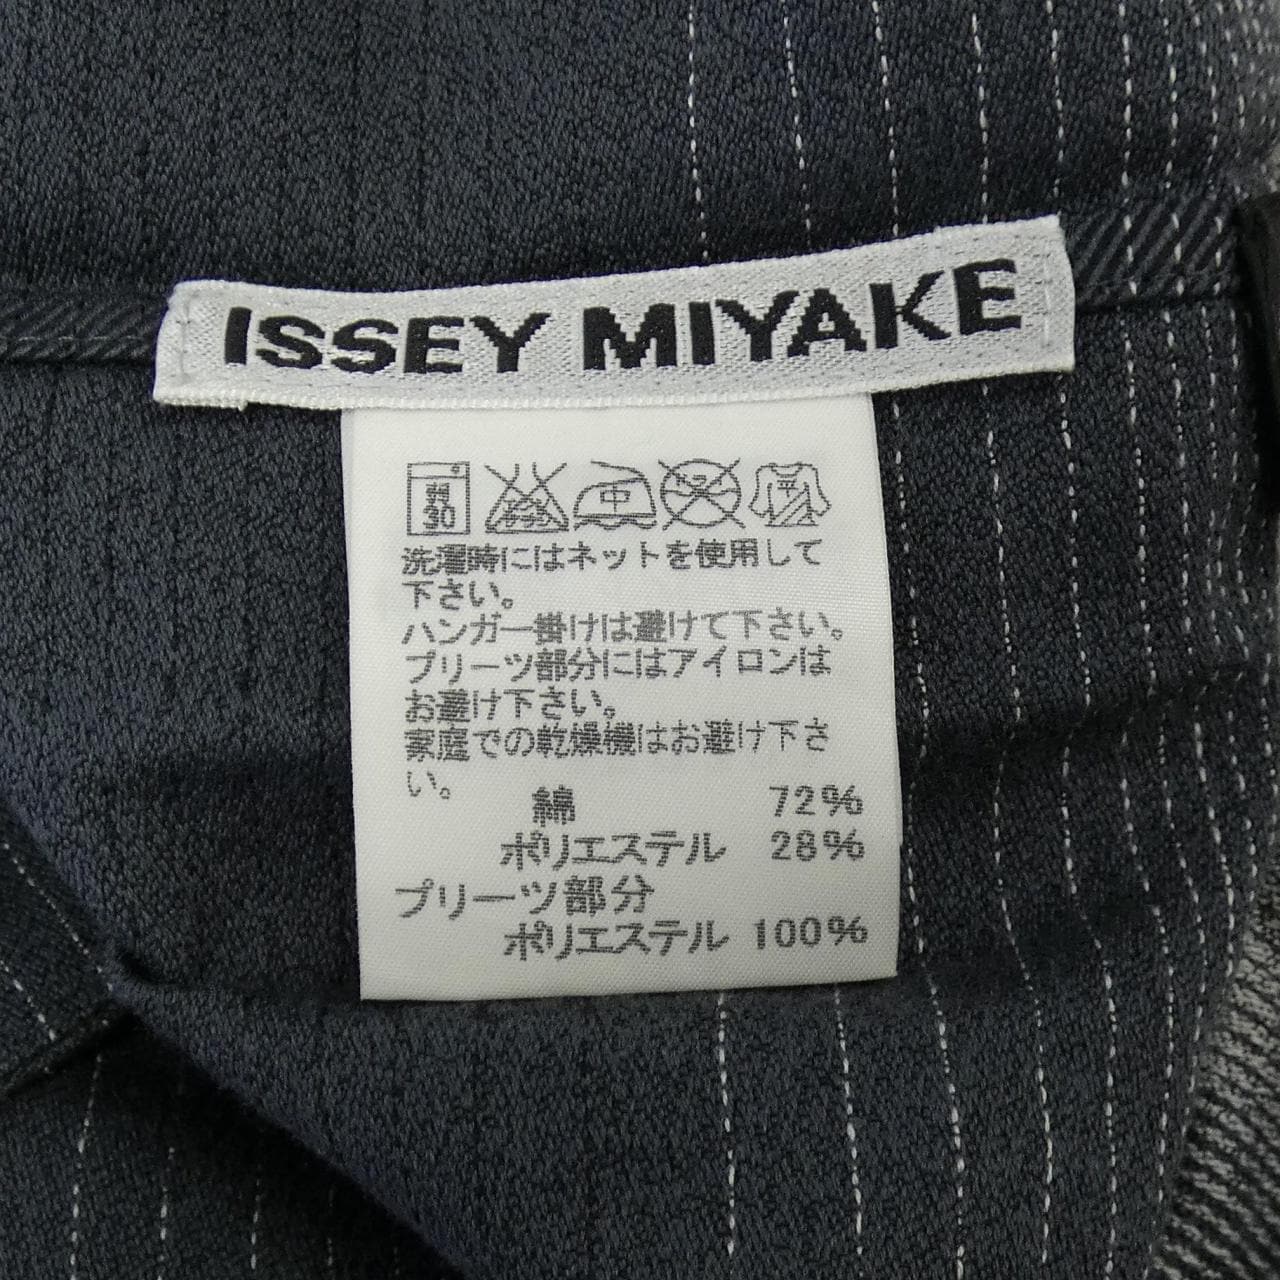 ISSEY MIYAKE
30
中
洗濯時にはネットを使用して
下さい。
ハンガー掛けは避けて下さい。
プリーツ部分にはアイロンは
お避け下さい。
家庭での乾燥機はお避け下さ
い。
綿 72%
ポリエステル 28%
プリーツ部分
ポリエステル 100%